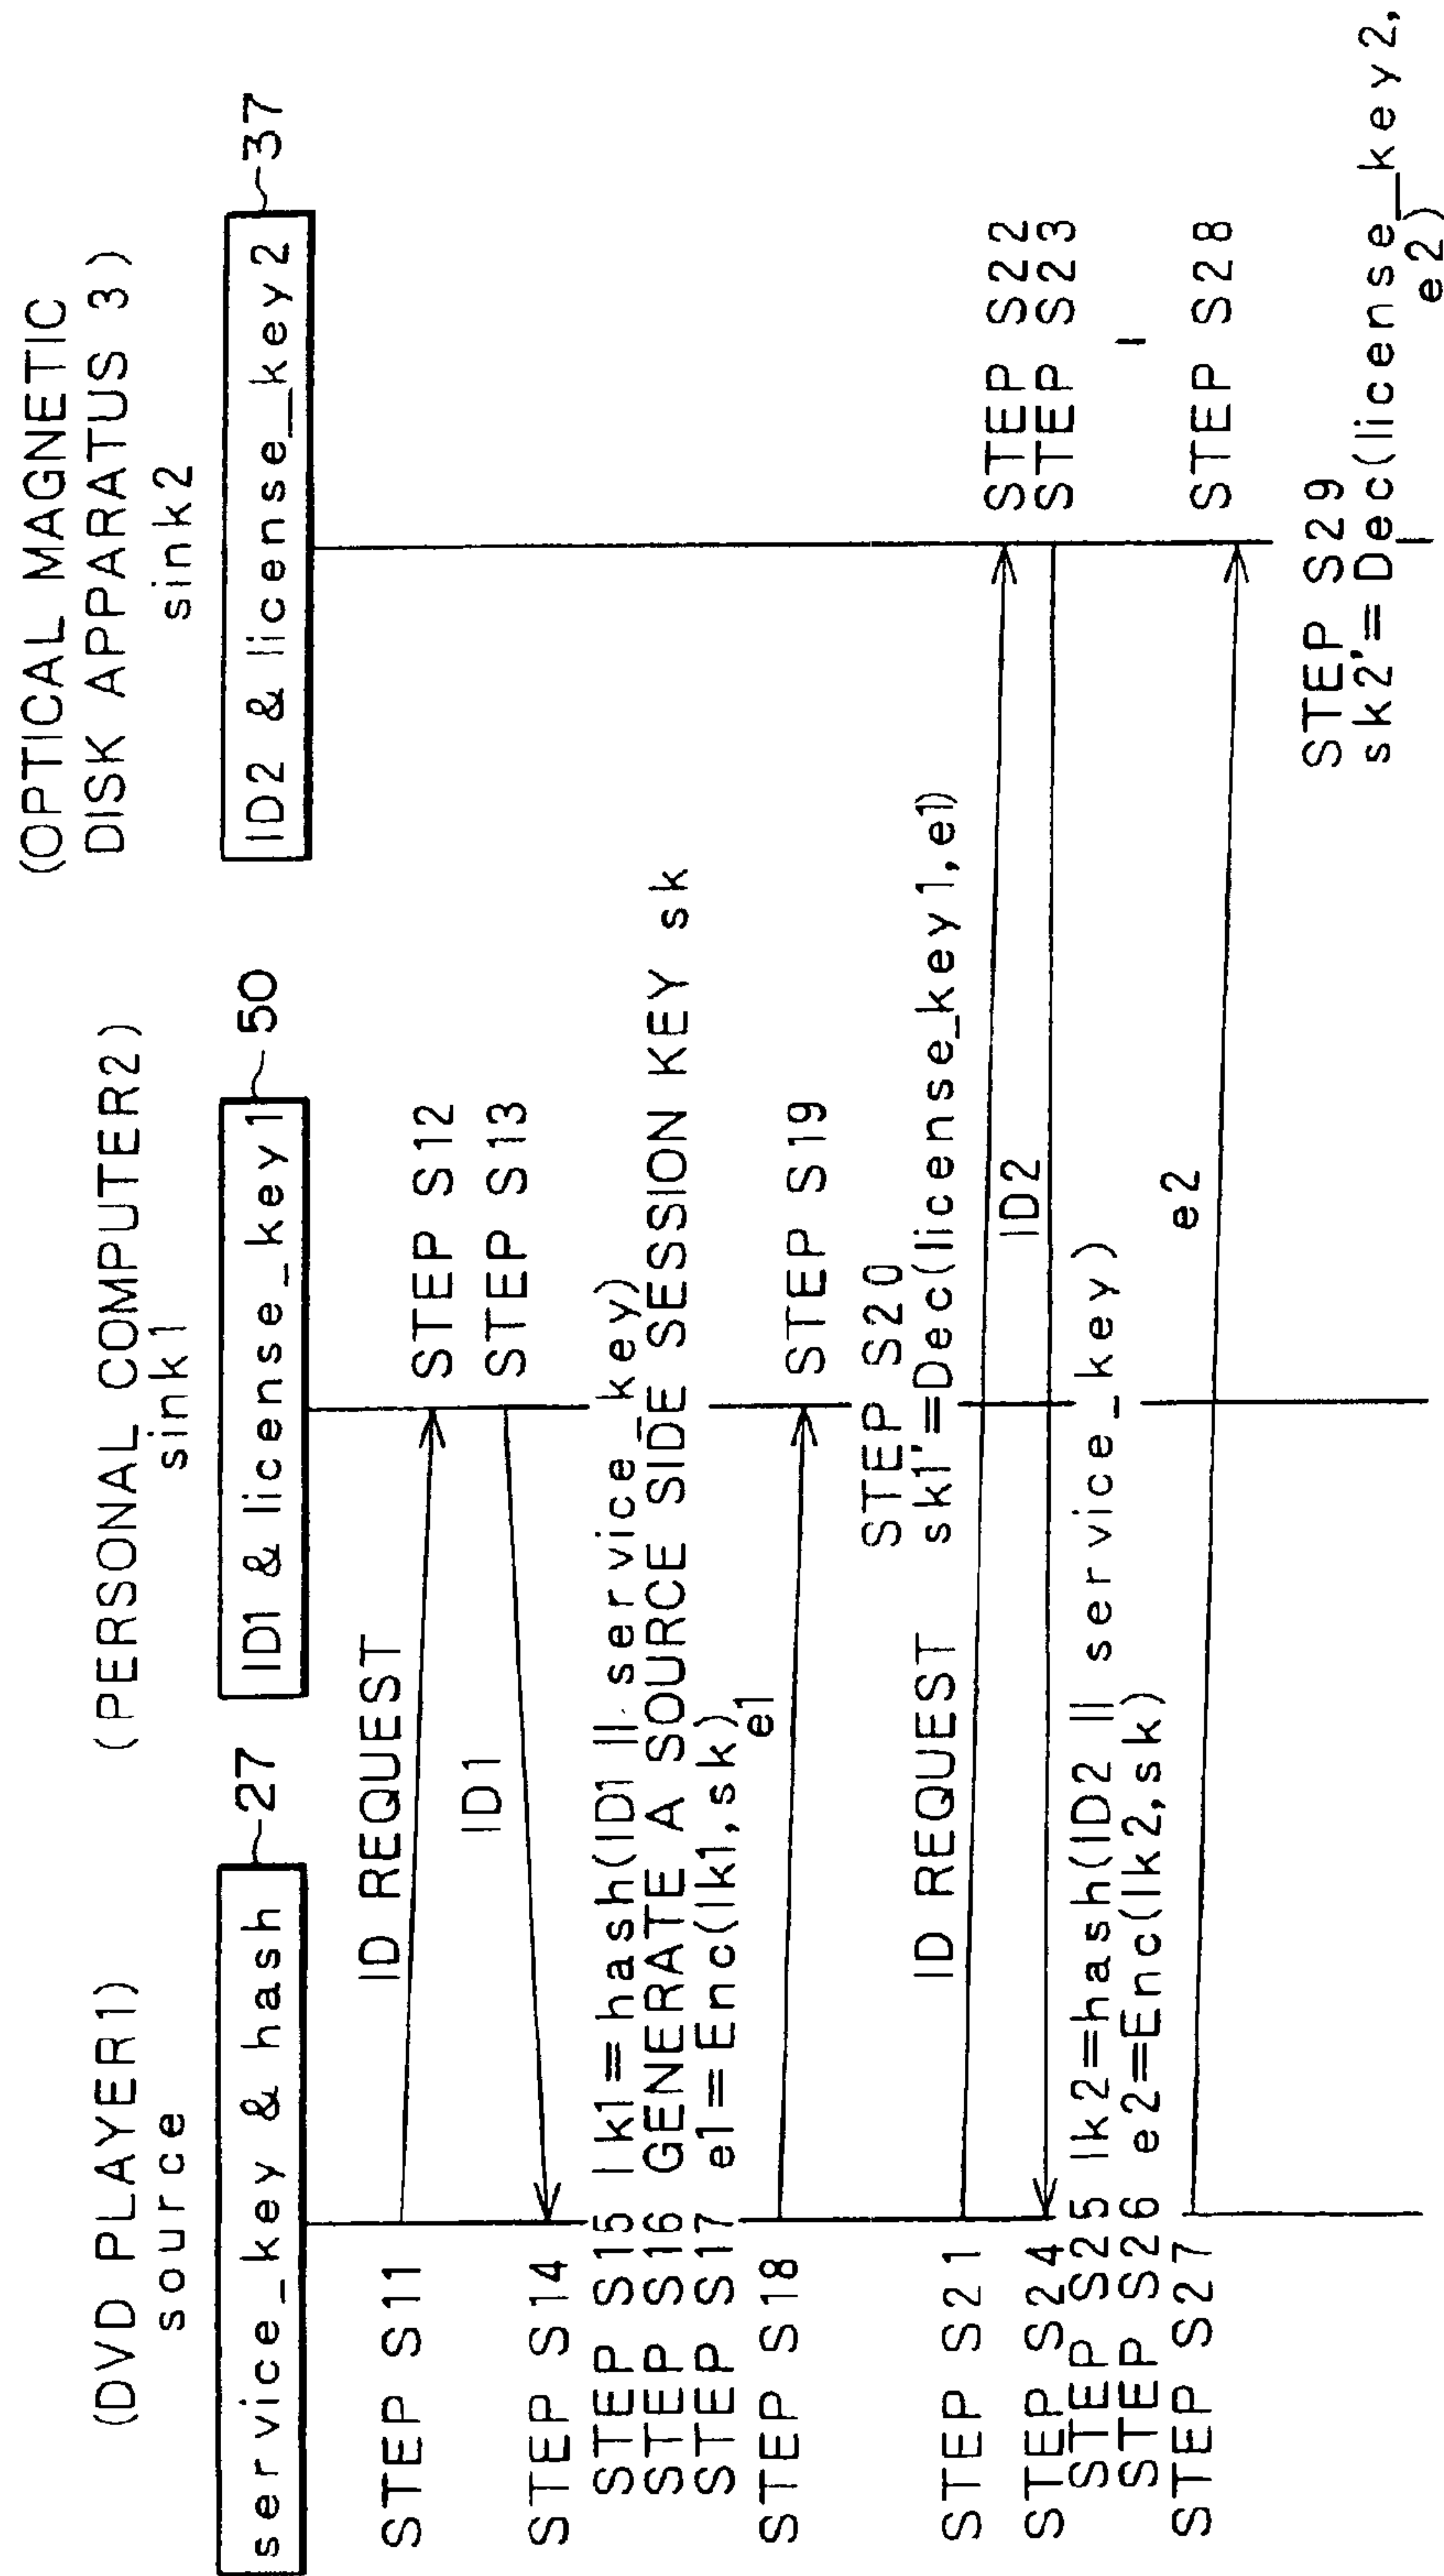 (DVD PLAYER1)
source
service_key & hash ~27
(PERSONAL COMPUTER2)
sink1
ID1 & license_key1 ~50
(OPTICAL MAGNETIC
DISK APPARATUS 3)
sink2
ID2 & license_key2 ~37
STEP S11
ID REQUEST
STEP S12
ID1
STEP S13
STEP S14
STEP S15 lk1=hash(ID1 || service_key)
STEP S16 GENERATE A SOURCE SIDE SESSION KEY sk
STEP S17 e1=Enc(lk1,sk)
STEP S18
e1
STEP S19
STEP S20
sk1'=Dec(license_key1,e1)
STEP S21
ID REQUEST
STEP S22
ID2
STEP S23
STEP S24
STEP S25 lk2=hash(ID2 || service_key)
STEP S26 e2=Enc(lk2,sk)
STEP S27
e2
STEP S28
STEP S29
sk2'=Dec(license_key2,
e2)